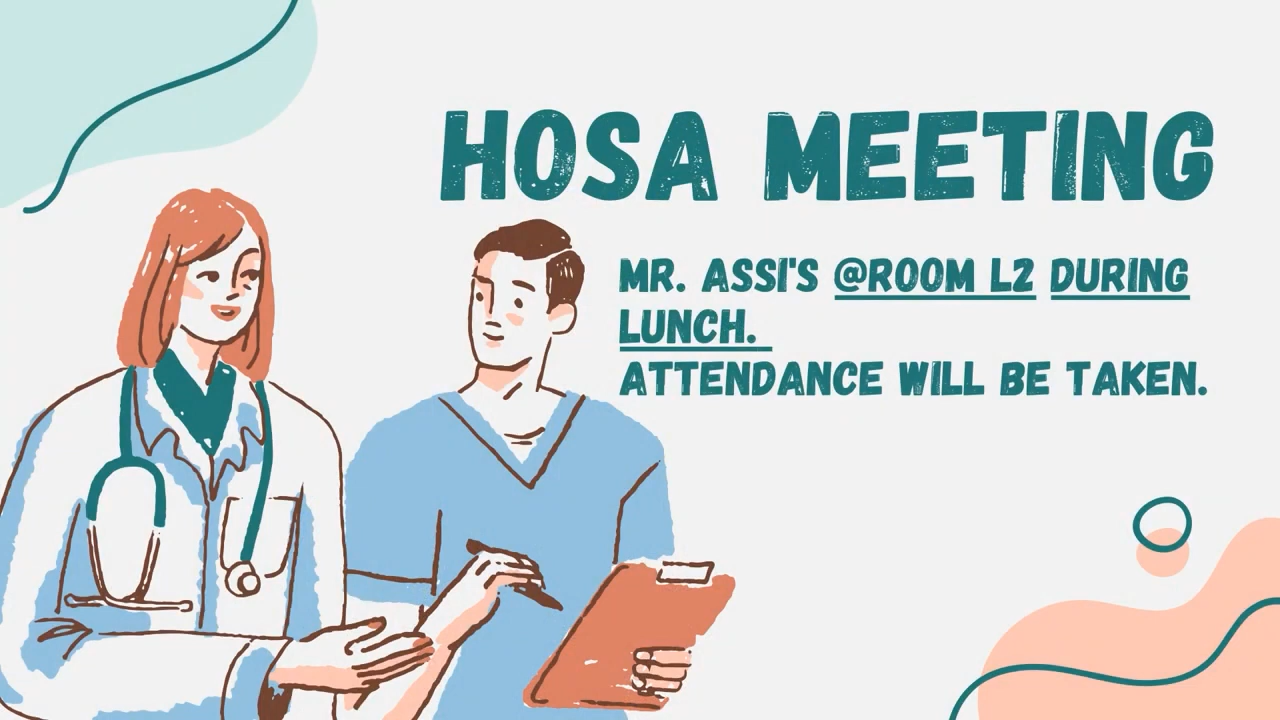 HOSA MEETING
MR. ASSI'S @ROOM L2 DURING
LUNCH.
ATTENDANCE WILL BE TAKEN.